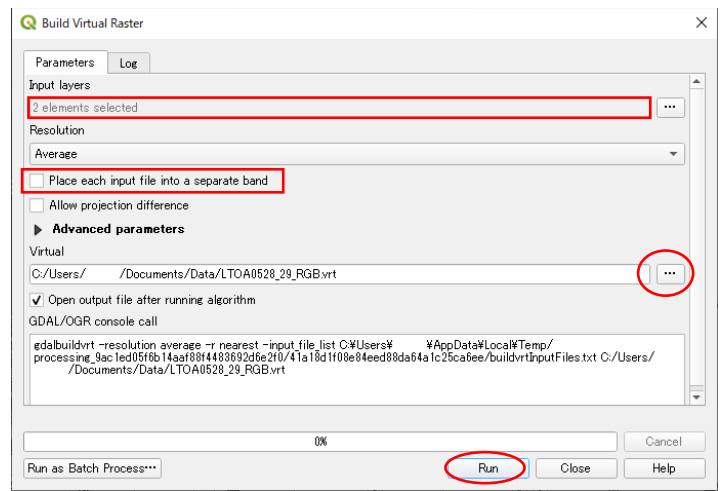 Build Virtual Raster
Parameters Log
Input layers
2 elements selected ...
Resolution
Average
Place each input file into a separate band
Allow projection difference
Advanced parameters
Virtual
C:/Users/ /Documents/Data/LTOA0528_29_RGB.vrt ...
Open output file after running algorithm
GDAL/OGR console call
gdalbuildvrt -resolution average -r nearest -input_file_list C:¥Users¥ ¥AppData¥Local¥Temp/
processing_9ac1ed05f6b14aaf88f4483692d6e2f0/41a18d1f08e84eed88da64a1c25ca6ee/buildvrtInputFiles.txt C:/Users/
/Documents/Data/LTOA0528_29_RGB.vrt
0% Cancel
Run as Batch Process... Run Close Help